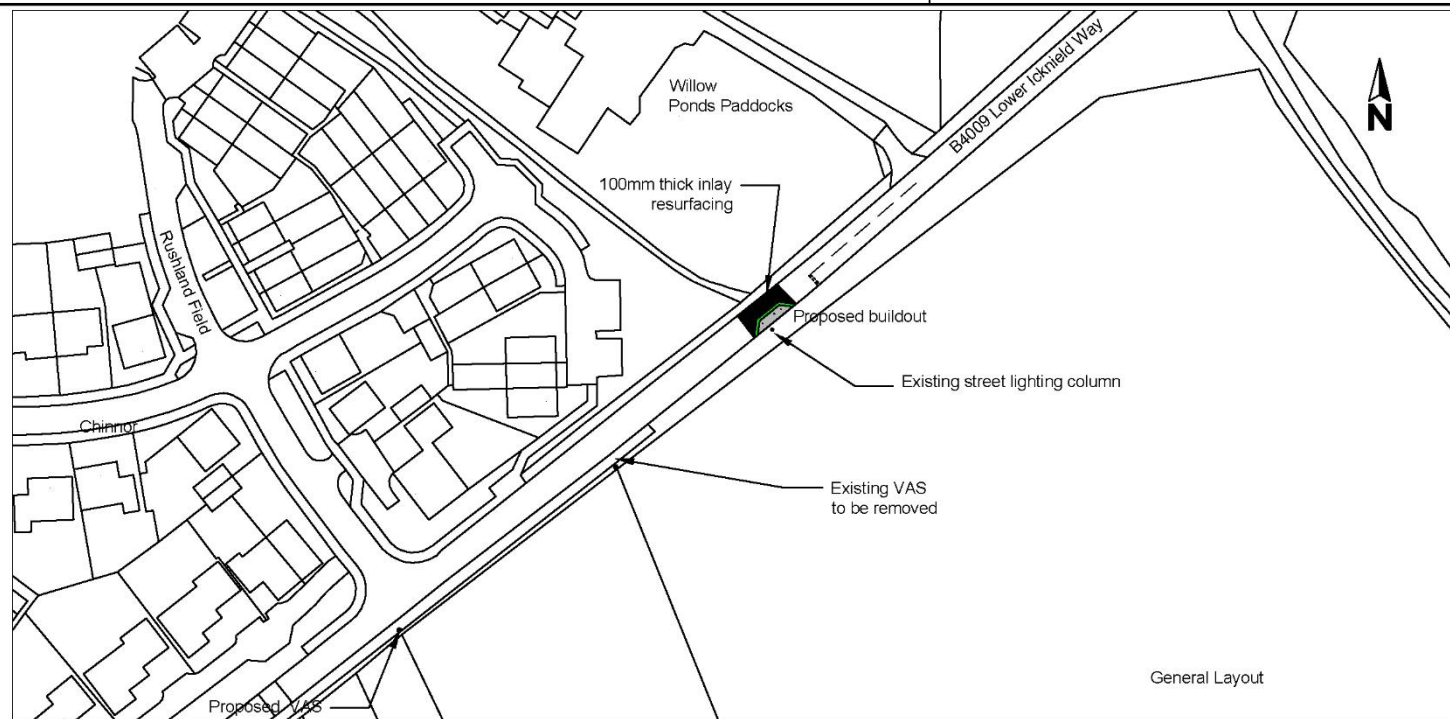 B4009 Lower Icknield Way
N
Willow
Ponds Paddocks
100mm thick inlay
resurfacing
Rushland Field
Proposed buildout
Existing street lighting column
Chinnor
Existing VAS
to be removed
General Layout
Proposed VAS